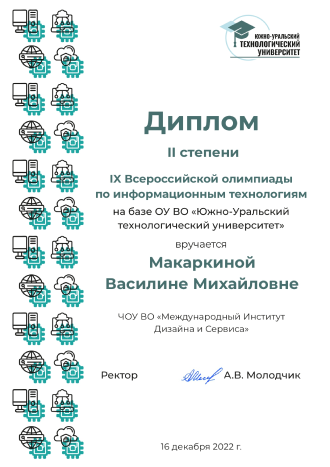 ЮЖНО-УРАЛЬСКИЙ
ТЕХНОЛОГИЧЕСКИЙ
УНИВЕРСИТЕТ
Диплом
II степени
IX Всероссийской олимпиады
по информационным технологиям
на базе ОУ ВО «Южно-Уральский
технологический университет»
вручается
Макаркиной
Василине Михайловне
ЧОУ ВО «Международный Институт
Дизайна и Сервиса»
Ректор А.В. Молодчик
16 декабря 2022 г.